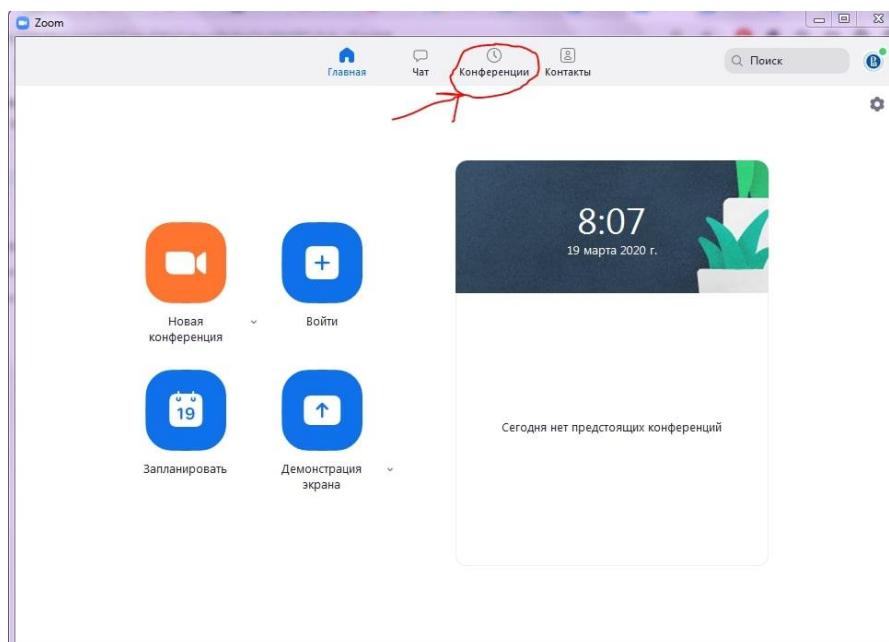 Zoom
Главная
Чат
Конференции
Контакты
Поиск
8:07
19 марта 2020 г.
Новая
конференция
Войти
19
Запланировать
Демонстрация
экрана
Сегодня нет предстоящих конференций